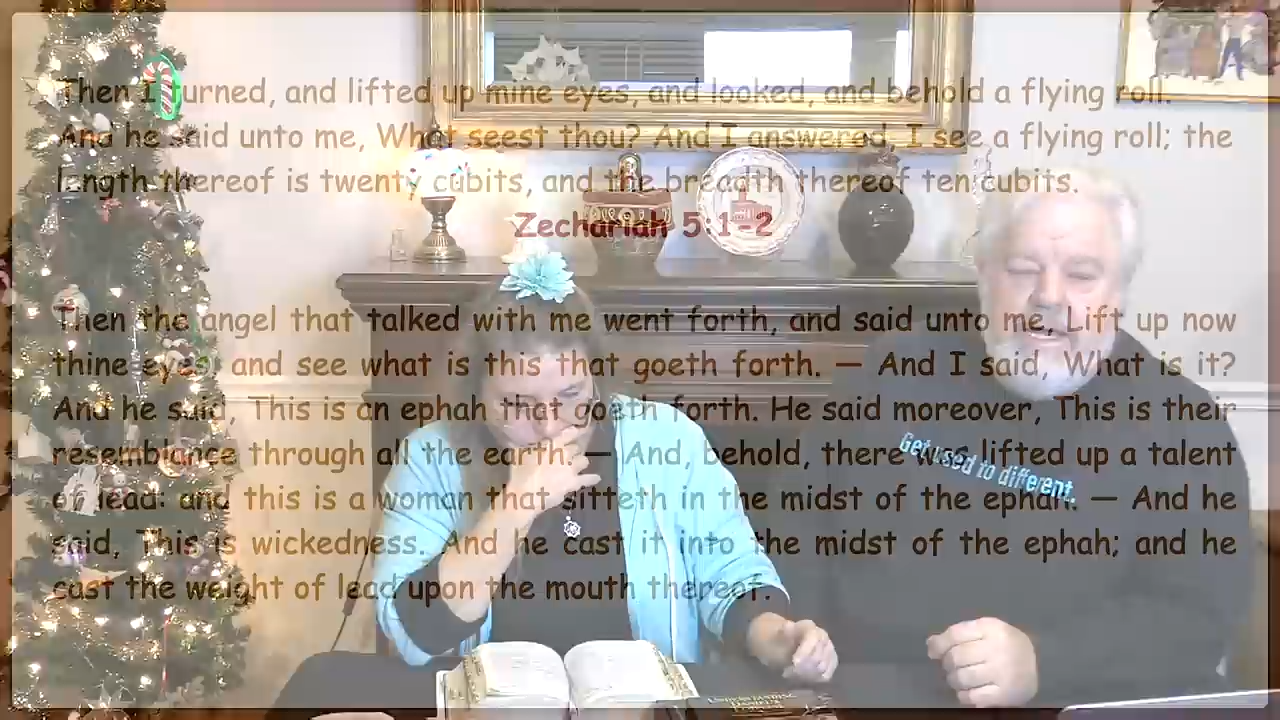 Then I turned, and lifted up mine eyes, and looked, and behold a flying roll.
And he said unto me, What seest thou? And I answered, I see a flying roll; the
length thereof is twenty cubits, and the breadth thereof ten cubits.
Zechariah 5:1-2
Then the angel that talked with me went forth, and said unto me, Lift up now
thine eyes, and see what is this that goeth forth. — And I said, What is it?
And he said, This is an ephah that goeth forth. He said moreover, This is their
resemblance through all the earth. — And, behold, there was lifted up a talent
of lead: and this is a woman that sitteth in the midst of the ephah. — And he
said, This is wickedness. And he cast it into the midst of the ephah; and he
cast the weight of lead upon the mouth thereof.
Get used to different.